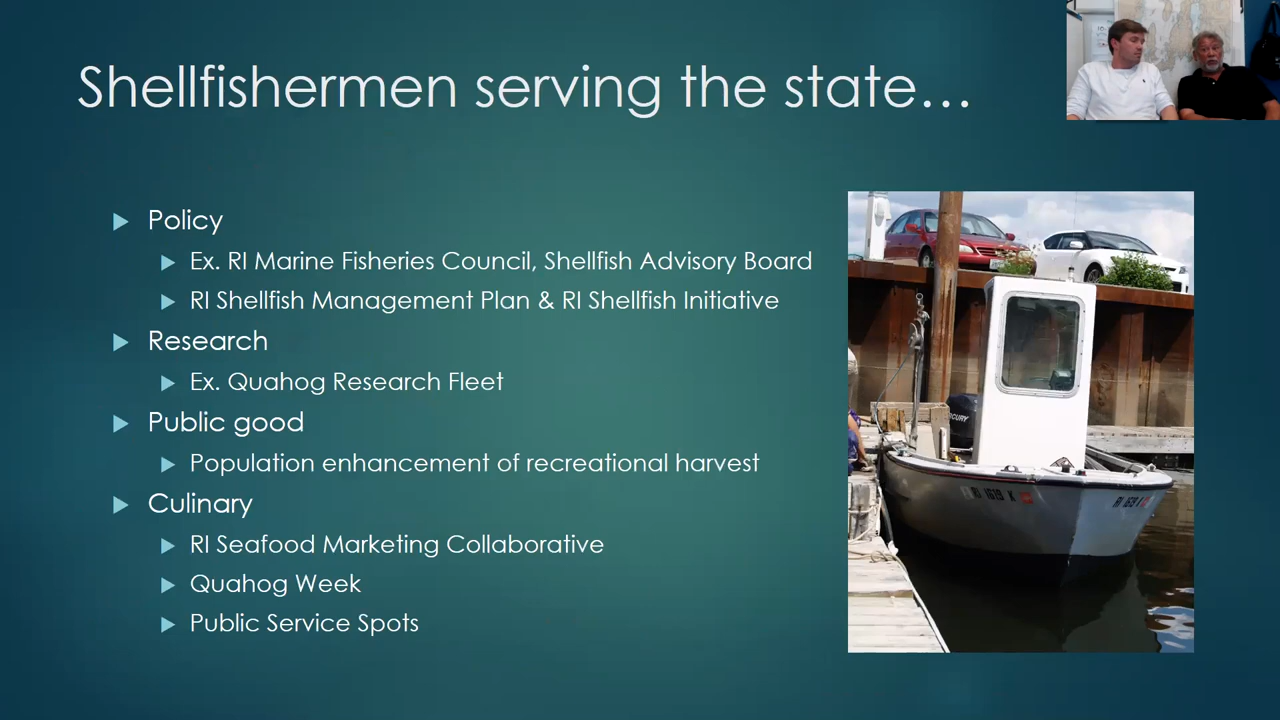 Shellfishermen serving the state...
Policy
Ex. RI Marine Fisheries Council, Shellfish Advisory Board
RI Shellfish Management Plan & RI Shellfish Initiative
Research
Ex. Quahog Research Fleet
Public good
Population enhancement of recreational harvest
Culinary
RI Seafood Marketing Collaborative
Quahog Week
Public Service Spots
RI 1619 K